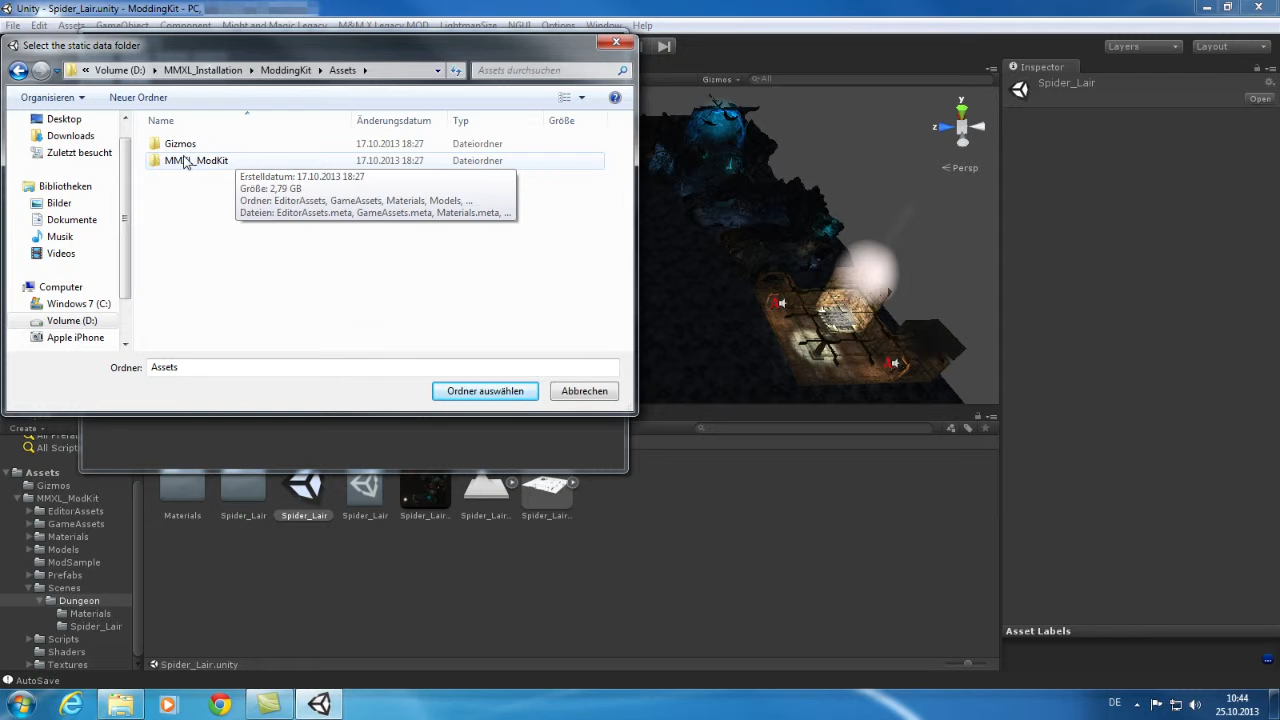 Unity - Spider_Lair.unity - ModdingKit - PC,
File Edit Assets GameObject Component Might and Magic Legacy M&M X Legacy MOD LightmapSize NGUI Options Window Help
Select the static data folder
Layers Layout
« Volume (D:) MMXL_Installation ModdingKit Assets Assets durchsuchen
Gizmos All
Inspector
Spider_Lair
Open
Organisieren Neuer Ordner
Name Änderungsdatum Typ Größe
Desktop
Downloads
Zuletzt besucht
Bibliotheken
Bilder
Dokumente
Musik
Videos
Computer
Windows 7 (C:)
Volume (D:)
Apple iPhone
Gizmos 17.10.2013 18:27 Dateiordner
MMXL_ModKit 17.10.2013 18:27 Dateiordner
Erstelldatum: 17.10.2013 18:27
Größe: 2,79 GB
Ordner: EditorAssets, GameAssets, Materials, Models, ...
Dateien: EditorAssets.meta, GameAssets.meta, Materials.meta, ...
y
z
Persp
Ordner: Assets
Ordner auswählen Abbrechen
Create
All Prefabs
All Scripts
Assets
Gizmos
MMXL_ModKit
EditorAssets
GameAssets
Materials
Models
ModSample
Prefabs
Scenes
Dungeon
Materials
Spider_Lair
Scripts
Shaders
Textures
Materials Spider_Lair Spider_Lair Spider_Lair Spider_Lair.. Spider_Lair.. Spider_Lair..
Asset Labels
Spider_Lair.unity
AutoSave
DE
10:44
25.10.2013